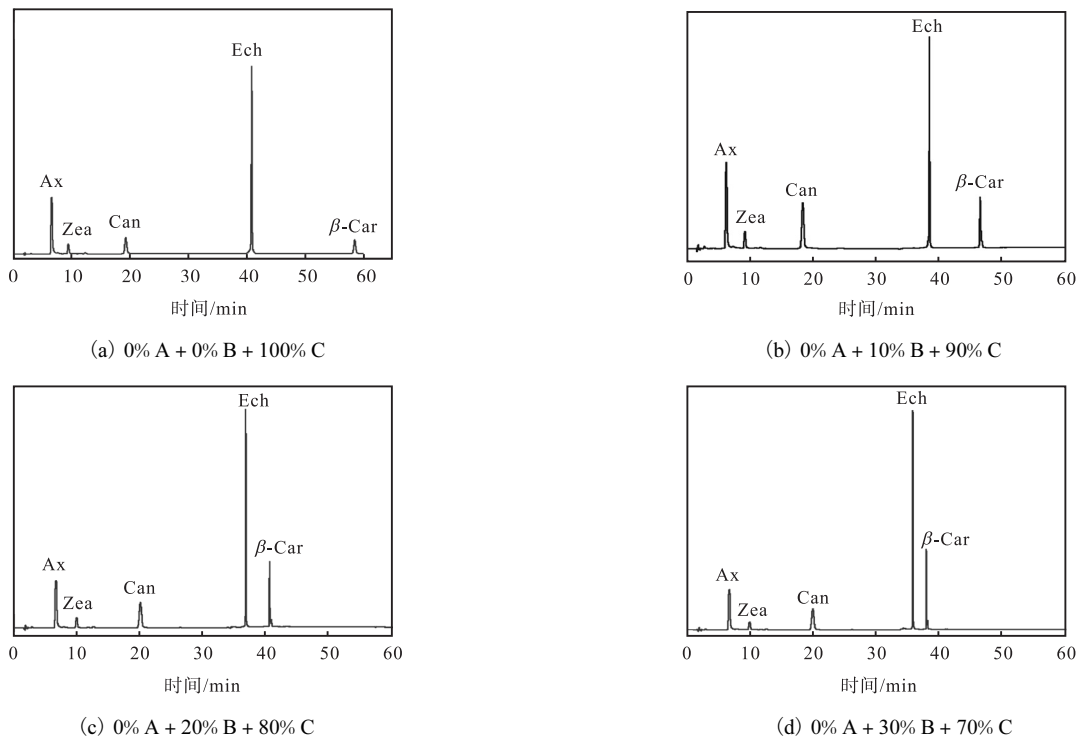 Ech
Ax
Zea
Can
β-Car
0 10 20 30 40 50 60
时间/min
(a) 0% A + 0% B + 100% C
Ech
Ax
Zea
Can
β-Car
0 10 20 30 40 50 60
时间/min
(b) 0% A + 10% B + 90% C
Ech
Ax
Zea
Can
β-Car
0 10 20 30 40 50 60
时间/min
(c) 0% A + 20% B + 80% C
Ech
Ax
Zea
Can
β-Car
0 10 20 30 40 50 60
时间/min
(d) 0% A + 30% B + 70% C